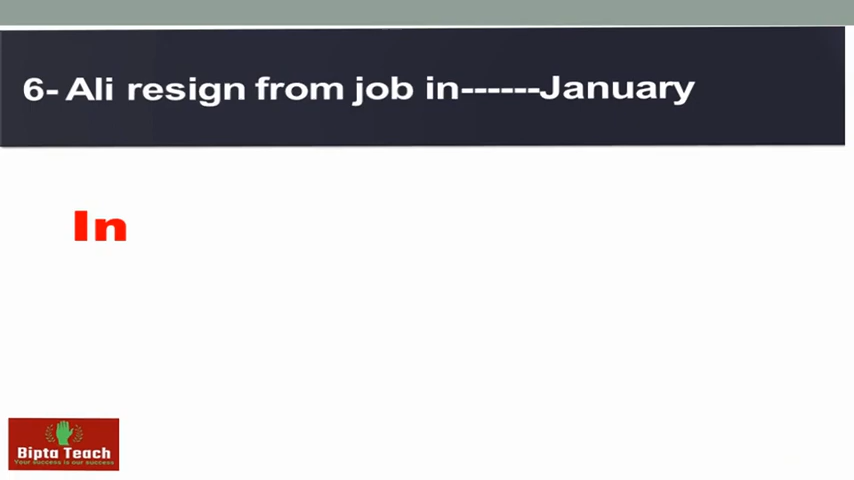 6- Ali resign from job in------January
In
Bipta Teach
Your success is our success